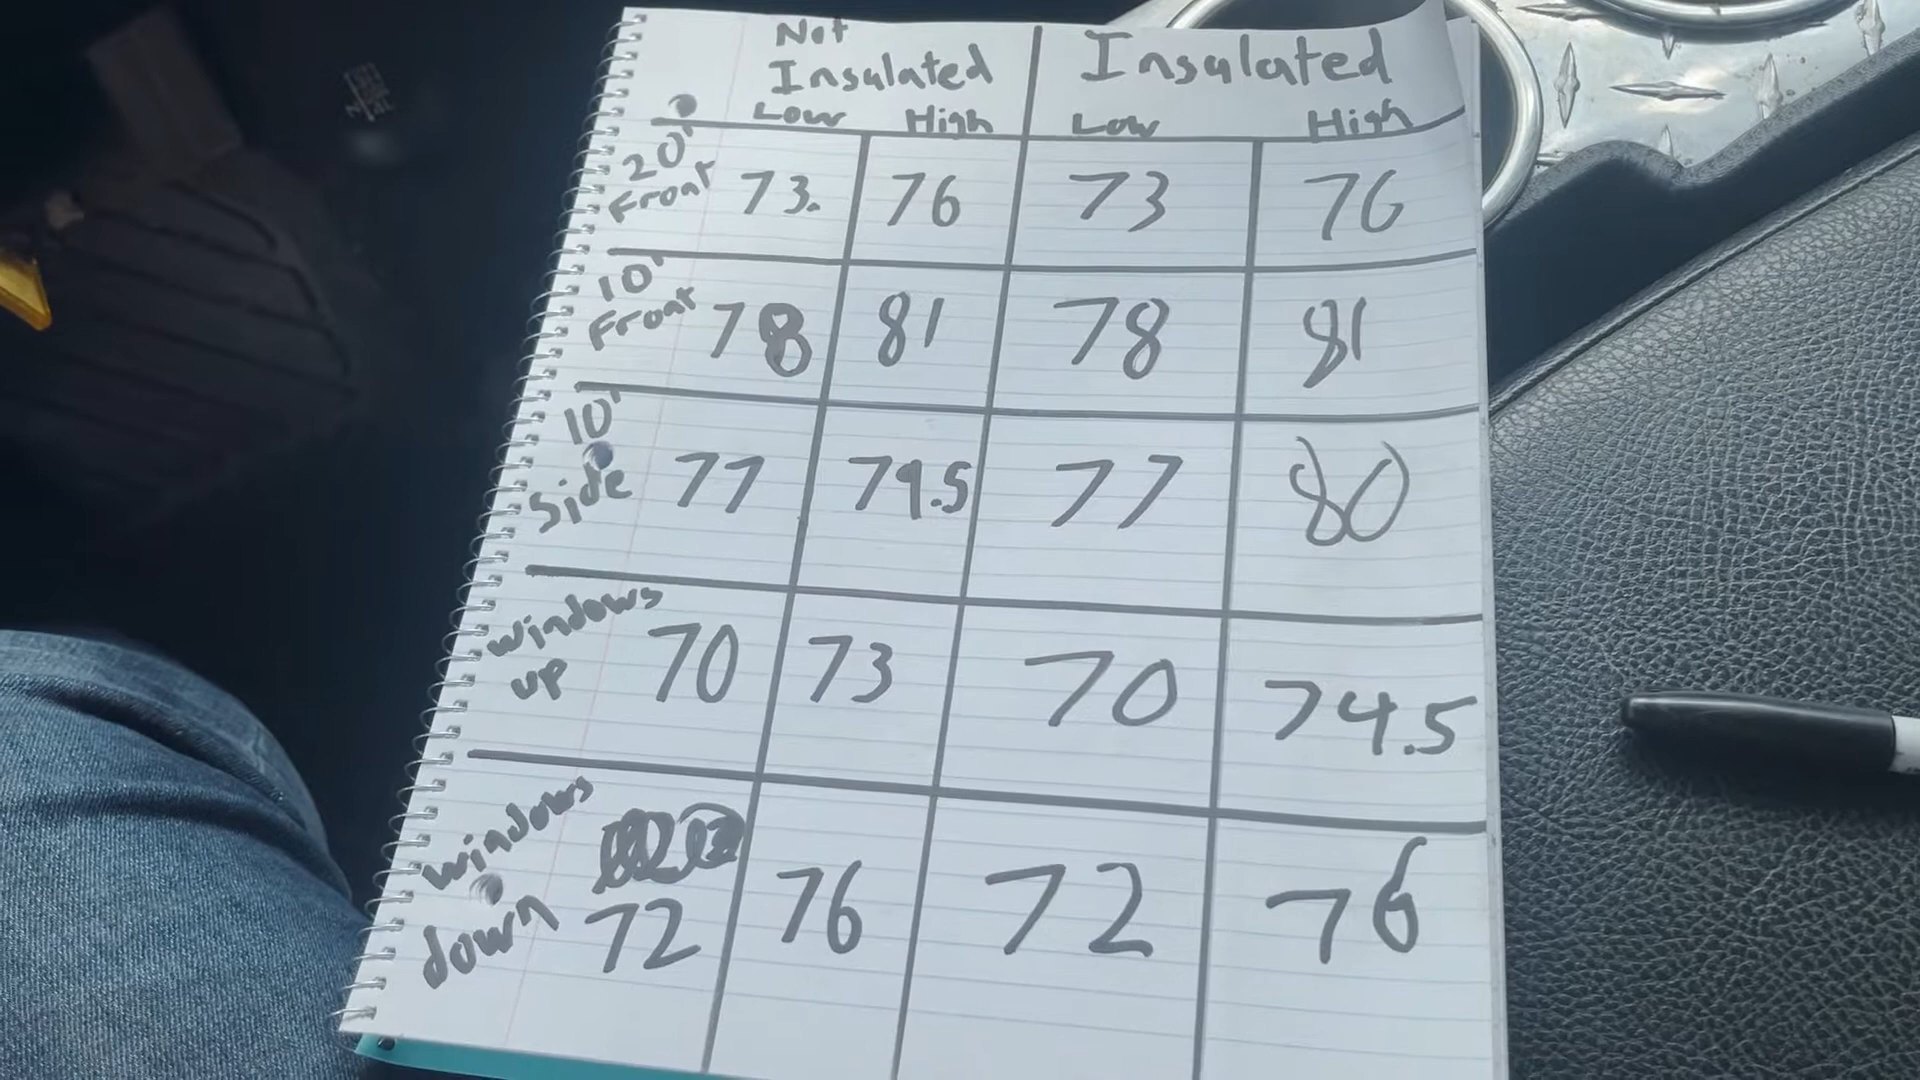 Not
Insulated
Insulated
Low High Low High
20'
Front 73. 76 73 76
10'
Front 78 81 78 81
10'
Side 77 79.5 77 80
windows
up 70 73 70 74.5
windows
down 72 76 72 76